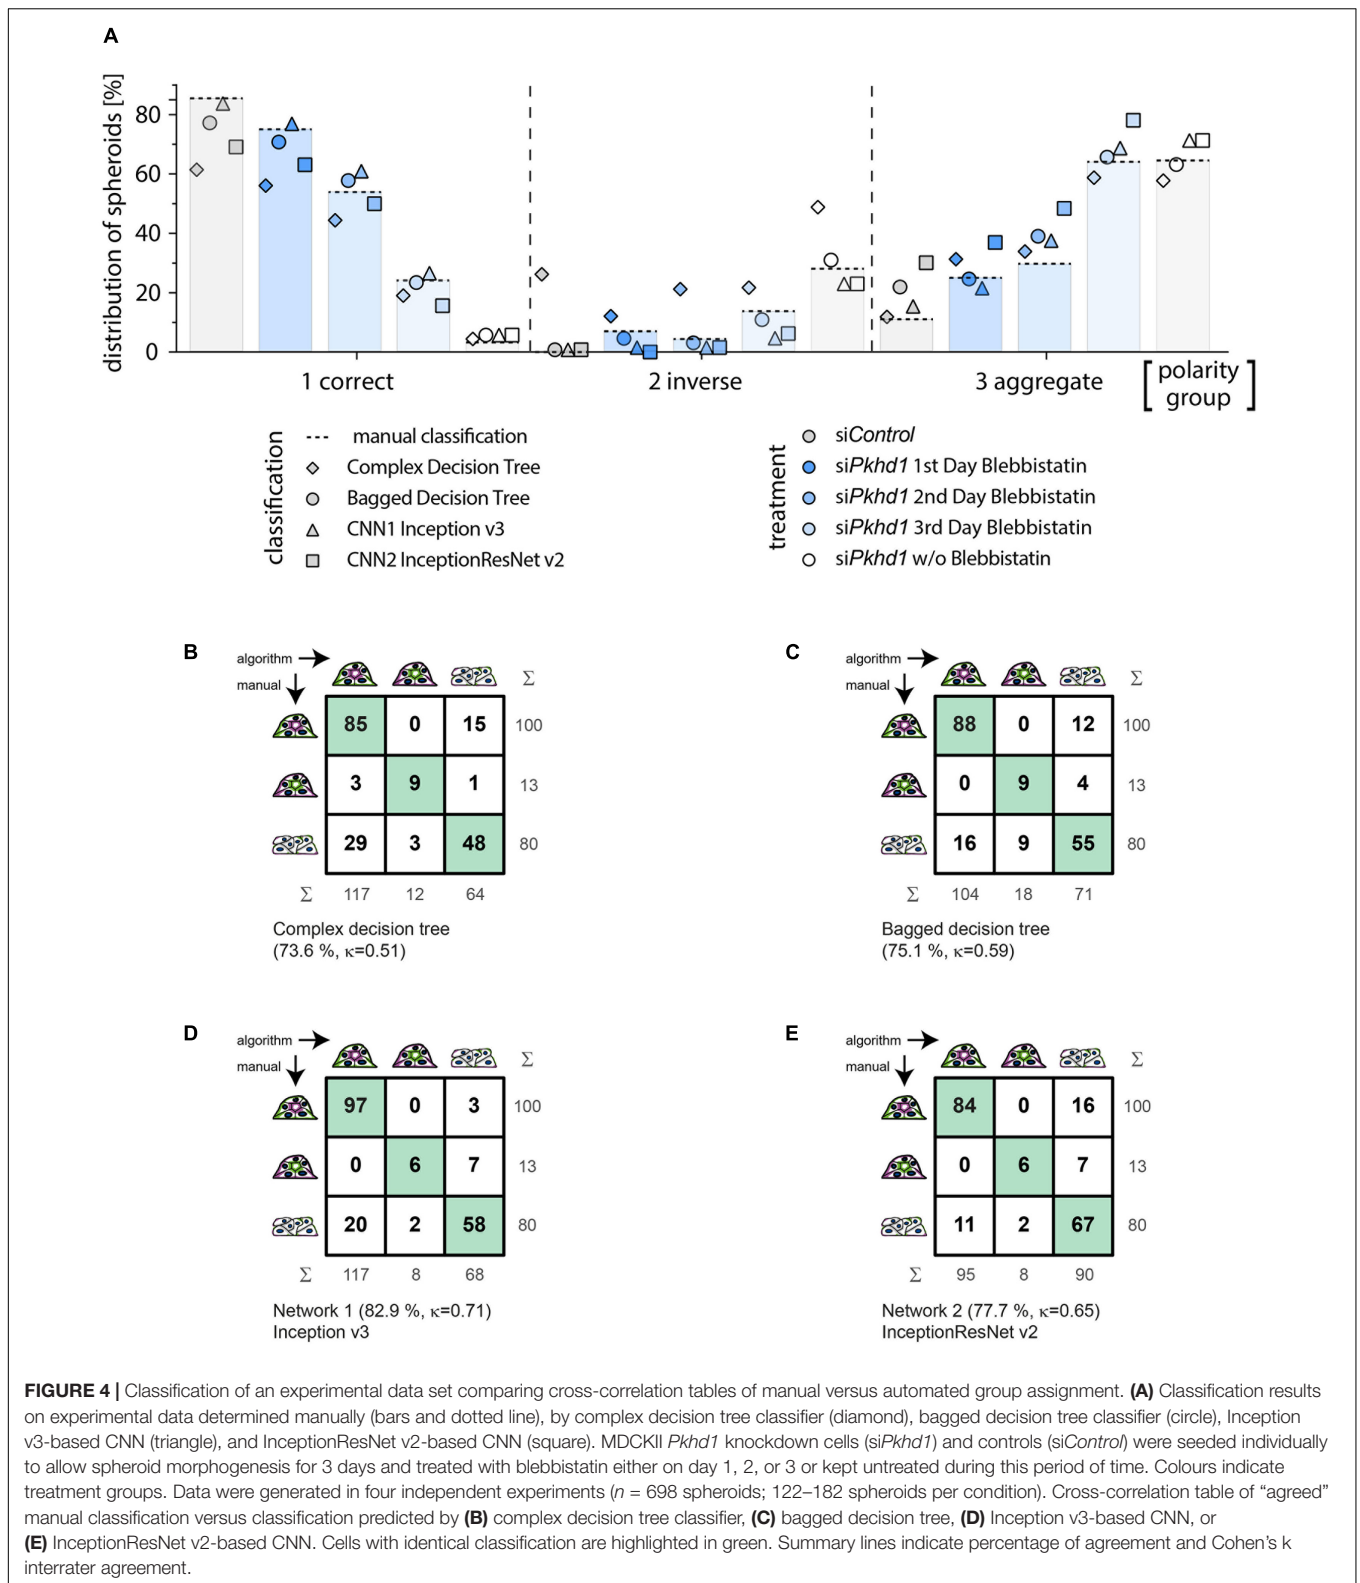 A
distribution of spheroids [%]
80
60
40
20
0
1 correct
2 inverse
3 aggregate
[polarity group]
classification
manual classification
Complex Decision Tree
Bagged Decision Tree
CNN1 Inception v3
CNN2 InceptionResNet v2
treatment
siControl
siPkhd1 1st Day Blebbistatin
siPkhd1 2nd Day Blebbistatin
siPkhd1 3rd Day Blebbistatin
siPkhd1 w/o Blebbistatin
B
algorithm
manual
Σ
85 0 15 100
3 9 1 13
29 3 48 80
Σ 117 12 64
Complex decision tree
(73.6 %, κ=0.51)
C
algorithm
manual
Σ
88 0 12 100
0 9 4 13
16 9 55 80
Σ 104 18 71
Bagged decision tree
(75.1 %, κ=0.59)
D
algorithm
manual
Σ
97 0 3 100
0 6 7 13
20 2 58 80
Σ 117 8 68
Network 1 (82.9 %, κ=0.71)
Inception v3
E
algorithm
manual
Σ
84 0 16 100
0 6 7 13
11 2 67 80
Σ 95 8 90
Network 2 (77.7 %, κ=0.65)
InceptionResNet v2
FIGURE 4 | Classification of an experimental data set comparing cross-correlation tables of manual versus automated group assignment. (A) Classification results
on experimental data determined manually (bars and dotted line), by complex decision tree classifier (diamond), bagged decision tree classifier (circle), Inception
v3-based CNN (triangle), and InceptionResNet v2-based CNN (square). MDCKII Pkhd1 knockdown cells (siPkhd1) and controls (siControl) were seeded individually
to allow spheroid morphogenesis for 3 days and treated with blebbistatin either on day 1, 2, or 3 or kept untreated during this period of time. Colours indicate
treatment groups. Data were generated in four independent experiments (n = 698 spheroids; 122–182 spheroids per condition). Cross-correlation table of “agreed”
manual classification versus classification predicted by (B) complex decision tree classifier, (C) bagged decision tree, (D) Inception v3-based CNN, or
(E) InceptionResNet v2-based CNN. Cells with identical classification are highlighted in green. Summary lines indicate percentage of agreement and Cohen’s k
interrater agreement.